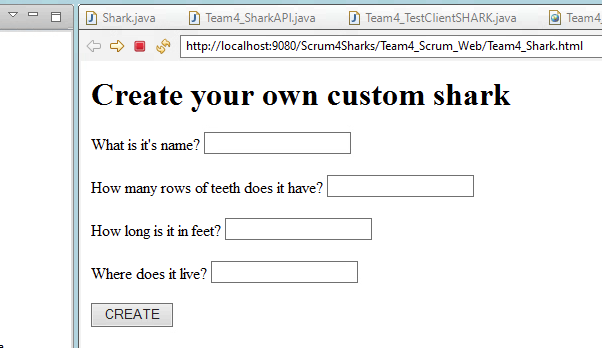 Shark.java Team4_SharkAPI.java Team4_TestClientSHARK.java Team4_
http://localhost:9080/Scrum4Sharks/Team4_Scrum_Web/Team4_Shark.html
Create your own custom shark
What is it's name?
How many rows of teeth does it have?
How long is it in feet?
Where does it live?
CREATE